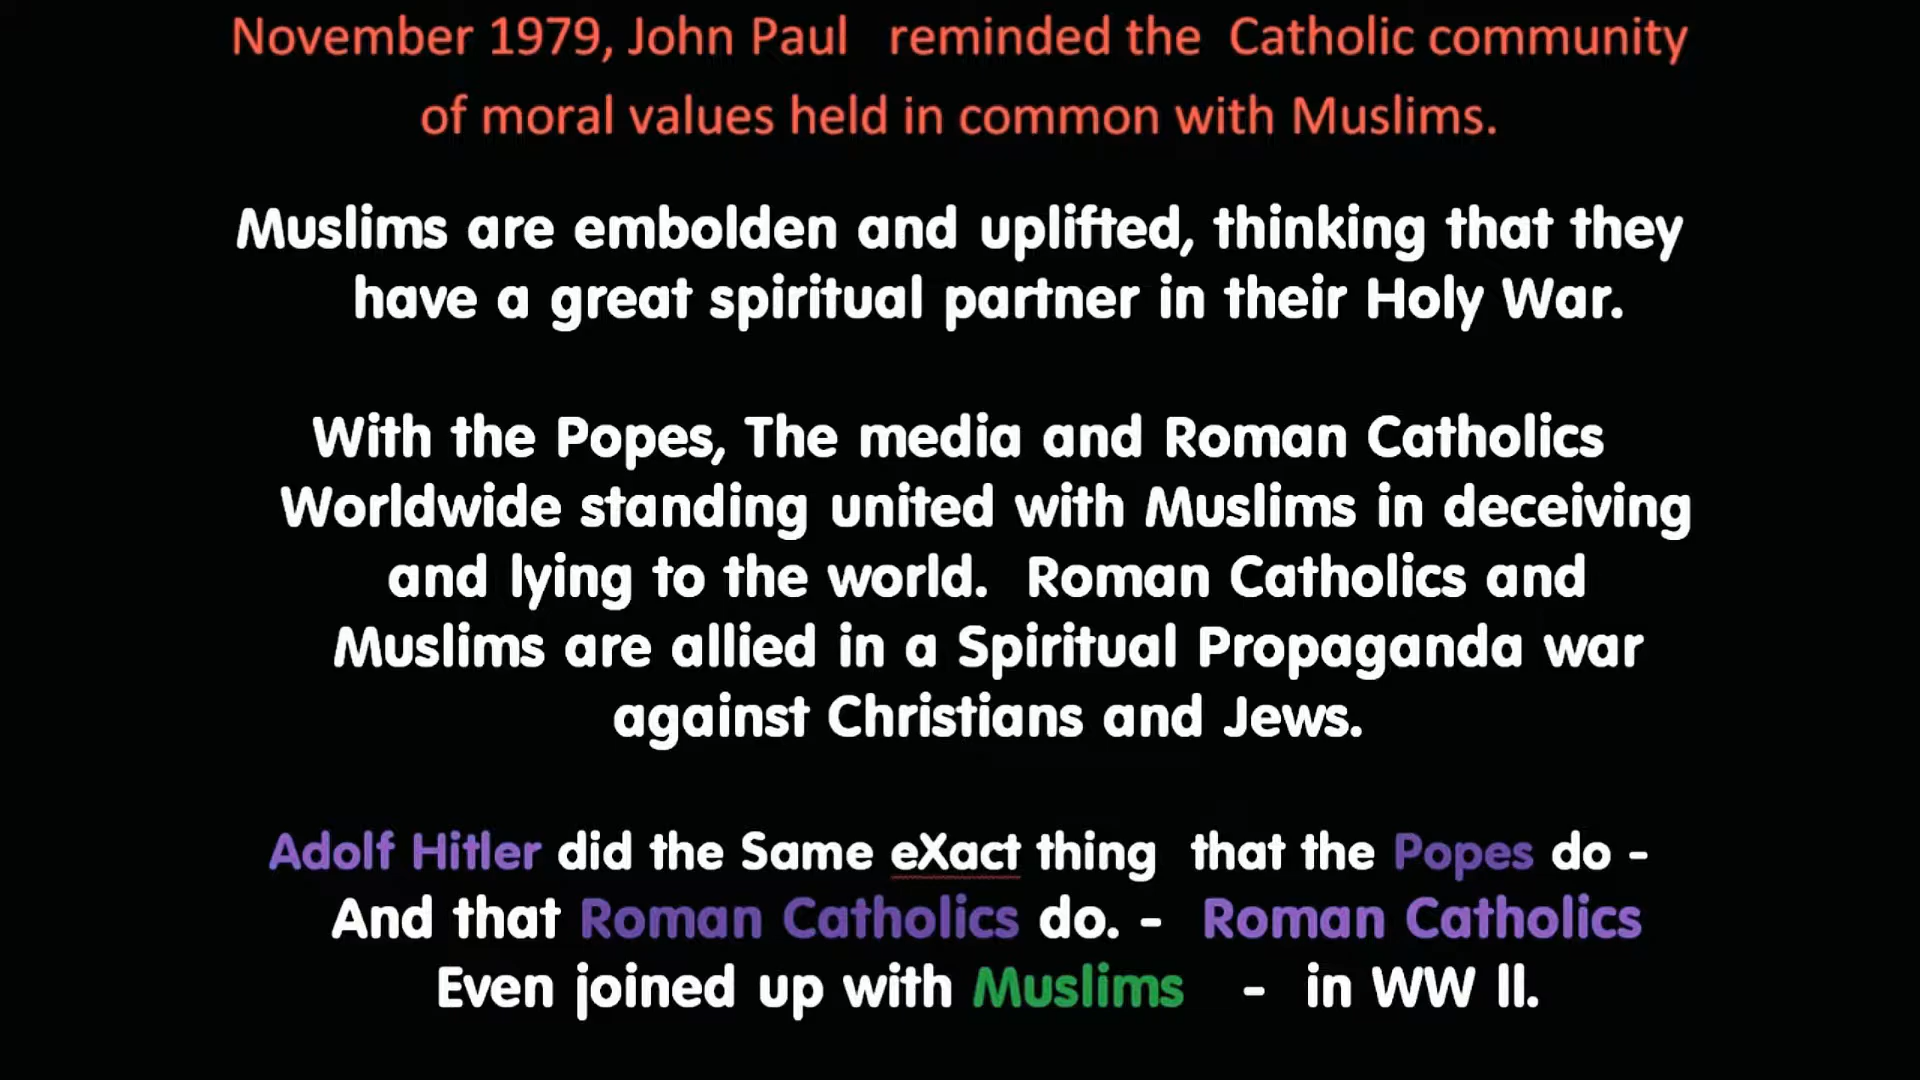 November 1979, John Paul reminded the Catholic community
of moral values held in common with Muslims.
Muslims are embolden and uplifted, thinking that they
have a great spiritual partner in their Holy War.
With the Popes, The media and Roman Catholics
Worldwide standing united with Muslims in deceiving
and lying to the world. Roman Catholics and
Muslims are allied in a Spiritual Propaganda war
against Christians and Jews.
Adolf Hitler did the Same eXact thing that the Popes do -
And that Roman Catholics do. - Roman Catholics
Even joined up with Muslims - in WW ll.